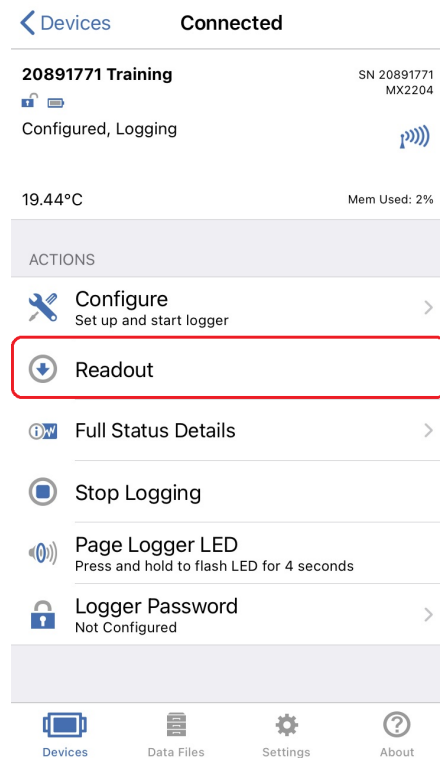 Devices
Connected
20891771 Training
SN 20891771
MX2204
Configured, Logging
19.44°C
Mem Used: 2%
ACTIONS
Configure
Set up and start logger
Readout
Full Status Details
Stop Logging
Page Logger LED
Press and hold to flash LED for 4 seconds
Logger Password
Not Configured
Devices
Data Files
Settings
About